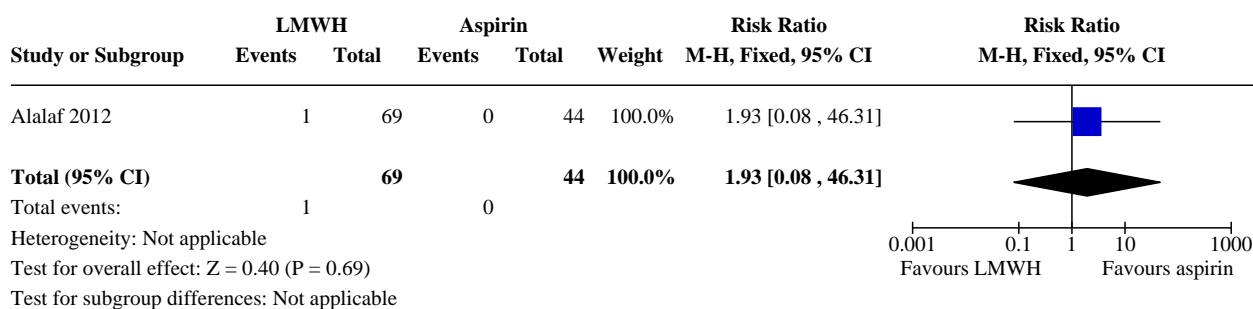 LMWH Aspirin Risk Ratio Risk Ratio
Study or Subgroup Events Total Events Total Weight M-H, Fixed, 95% CI M-H, Fixed, 95% CI
Alalaf 2012 1 69 0 44 100.0% 1.93 [0.08 , 46.31]
Total (95% CI) 69 44 100.0% 1.93 [0.08 , 46.31]
Total events: 1 0
Heterogeneity: Not applicable
0.001 0.1 1 10 1000
Test for overall effect: Z = 0.40 (P = 0.69)
Favours LMWH Favours aspirin
Test for subgroup differences: Not applicable